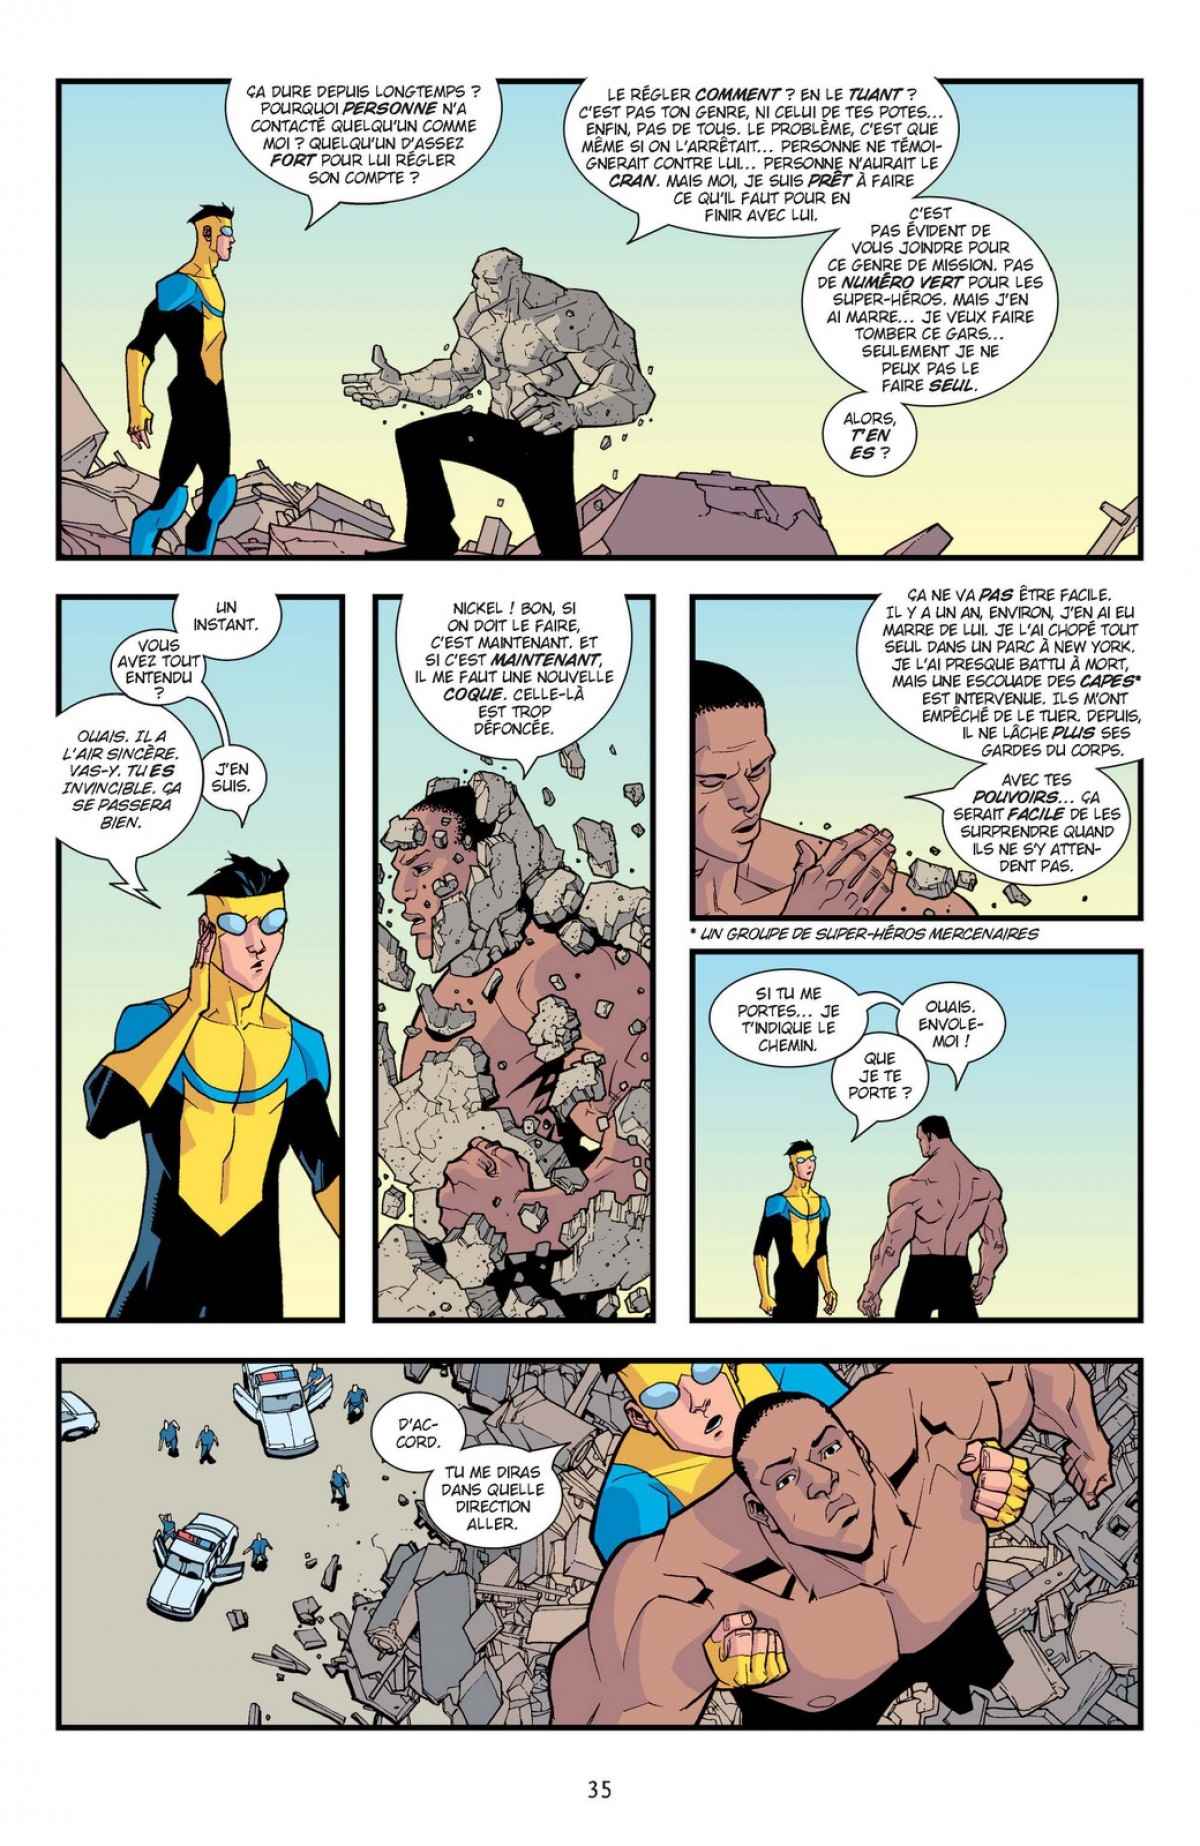 ÇA DURE DEPUIS LONGTEMPS ?
POURQUOI PERSONNE N'A
CONTACTÉ QUELQU'UN COMME
MOI ? QUELQU'UN D'ASSEZ
FORT POUR LUI RÉGLER
SON COMPTE ?
LE RÉGLER COMMENT ? EN LE TUANT ?
C'EST PAS TON GENRE, NI CELUI DE TES POTES...
ENFIN, PAS DE TOUS. LE PROBLÈME, C'EST QUE
MÊME SI ON L'ARRÊTAIT... PERSONNE NE TÉMOI-
GNERAIT CONTRE LUI... PERSONNE N'AURAIT LE
CRAN. MAIS MOI, JE SUIS PRÊT À FAIRE
CE QU'IL FAUT POUR EN
FINIR AVEC LUI.
C'EST
PAS ÉVIDENT DE
VOUS JOINDRE POUR
CE GENRE DE MISSION. PAS
DE NUMÉRO VERT POUR LES
SUPER-HÉROS. MAIS J'EN
AI MARRE... JE VEUX FAIRE
TOMBER CE GARS...
SEULEMENT JE NE
PEUX PAS LE
FAIRE SEUL.
ALORS,
T'EN
ES ?
UN
INSTANT.
VOUS
AVEZ TOUT
ENTENDU
?
OUAIS. IL A
L'AIR SINCÈRE.
VAS-Y. TU ES
INVINCIBLE. ÇA
SE PASSERA
BIEN.
J'EN
SUIS.
NICKEL ! BON, SI
ON DOIT LE FAIRE,
C'EST MAINTENANT. ET
SI C'EST MAINTENANT,
IL ME FAUT UNE NOUVELLE
COQUE. CELLE-LÀ
EST TROP
DÉFONCÉE.
ÇA NE VA PAS ÊTRE FACILE.
IL Y A UN AN, ENVIRON, J'EN AI EU
MARRE DE LUI. JE L'AI CHOPÉ TOUT
SEUL DANS UN PARC À NEW YORK.
JE L'AI PRESQUE BATTU À MORT,
MAIS UNE ESCOUADE DES CAPES*
EST INTERVENUE. ILS M'ONT
EMPÊCHÉ DE LE TUER. DEPUIS,
IL NE LÂCHE PLUS SES
GARDES DU CORPS.
AVEC TES
POUVOIRS... ÇA
SERAIT FACILE DE LES
SURPRENDRE QUAND
ILS NE S'Y ATTEN-
DENT PAS.
* UN GROUPE DE SUPER-HÉROS MERCENAIRES
SI TU ME
PORTES... JE
T'INDIQUE LE
CHEMIN.
QUE
JE TE
PORTE ?
OUAIS.
ENVOLE-
MOI !
D'AC-
CORD.
TU ME DIRAS
DANS QUELLE
DIRECTION
ALLER.
35